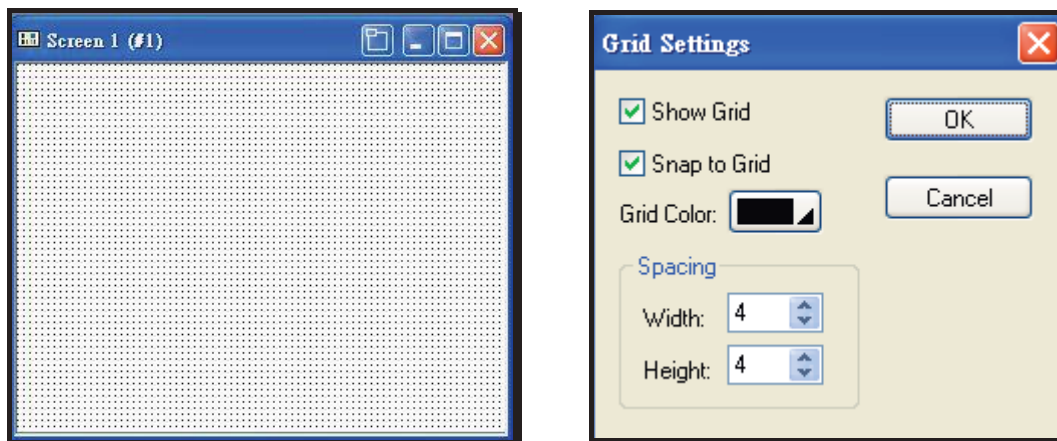 Screen 1 (#1)
Grid Settings
Show Grid
OK
Snap to Grid
Cancel
Grid Color:
Spacing
Width: 4
Height: 4